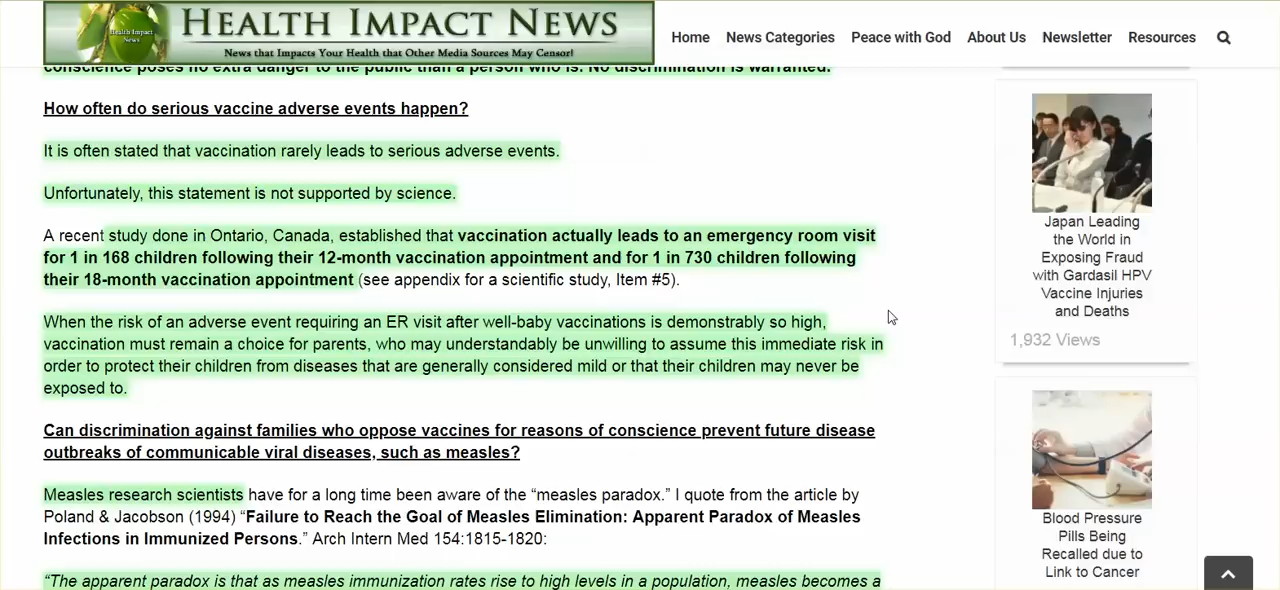 Health Impact News
HEALTH IMPACT NEWS
News that Impacts Your Health that Other Media Sources May Censor!
Home News Categories Peace with God About Us Newsletter Resources
conscience poses no extra danger to the public than a person who is. No discrimination is warranted.
How often do serious vaccine adverse events happen?
It is often stated that vaccination rarely leads to serious adverse events.
Unfortunately, this statement is not supported by science.
A recent study done in Ontario, Canada, established that vaccination actually leads to an emergency room visit
for 1 in 168 children following their 12-month vaccination appointment and for 1 in 730 children following
their 18-month vaccination appointment (see appendix for a scientific study, Item #5).
When the risk of an adverse event requiring an ER visit after well-baby vaccinations is demonstrably so high,
vaccination must remain a choice for parents, who may understandably be unwilling to assume this immediate risk in
order to protect their children from diseases that are generally considered mild or that their children may never be
exposed to.
Can discrimination against families who oppose vaccines for reasons of conscience prevent future disease
outbreaks of communicable viral diseases, such as measles?
Measles research scientists have for a long time been aware of the “measles paradox.” I quote from the article by
Poland & Jacobson (1994) “Failure to Reach the Goal of Measles Elimination: Apparent Paradox of Measles
Infections in Immunized Persons.” Arch Intern Med 154:1815-1820:
“The apparent paradox is that as measles immunization rates rise to high levels in a population, measles becomes a
Japan Leading
the World in
Exposing Fraud
with Gardasil HPV
Vaccine Injuries
and Deaths
1,932 Views
Blood Pressure
Pills Being
Recalled due to
Link to Cancer